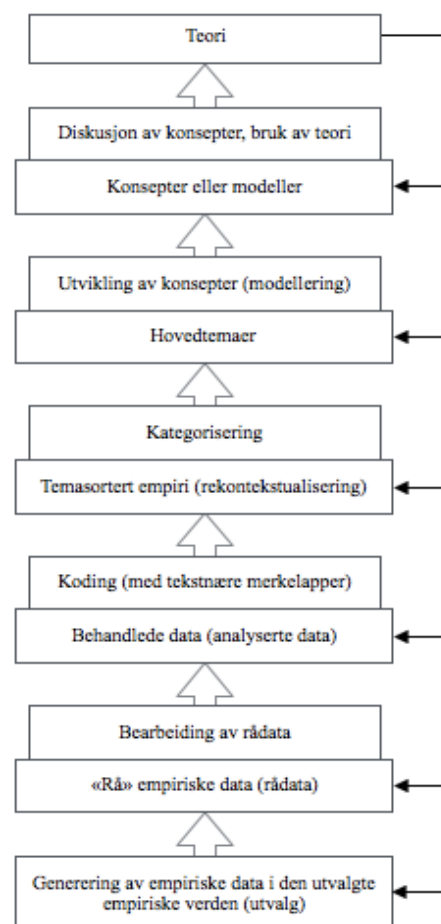 Teori
Diskusjon av konsepter, bruk av teori
Konsepter eller modeller
Utvikling av konsepter (modellering)
Hovedtemaer
Kategorisering
Temasortert empiri (rekontekstualisering)
Koding (med tekstnære merkelapper)
Behandlede data (analyserte data)
Bearbeiding av rådata
«Rå» empiriske data (rådata)
Generering av empiriske data i den utvalgte
empiriske verden (utvalg)